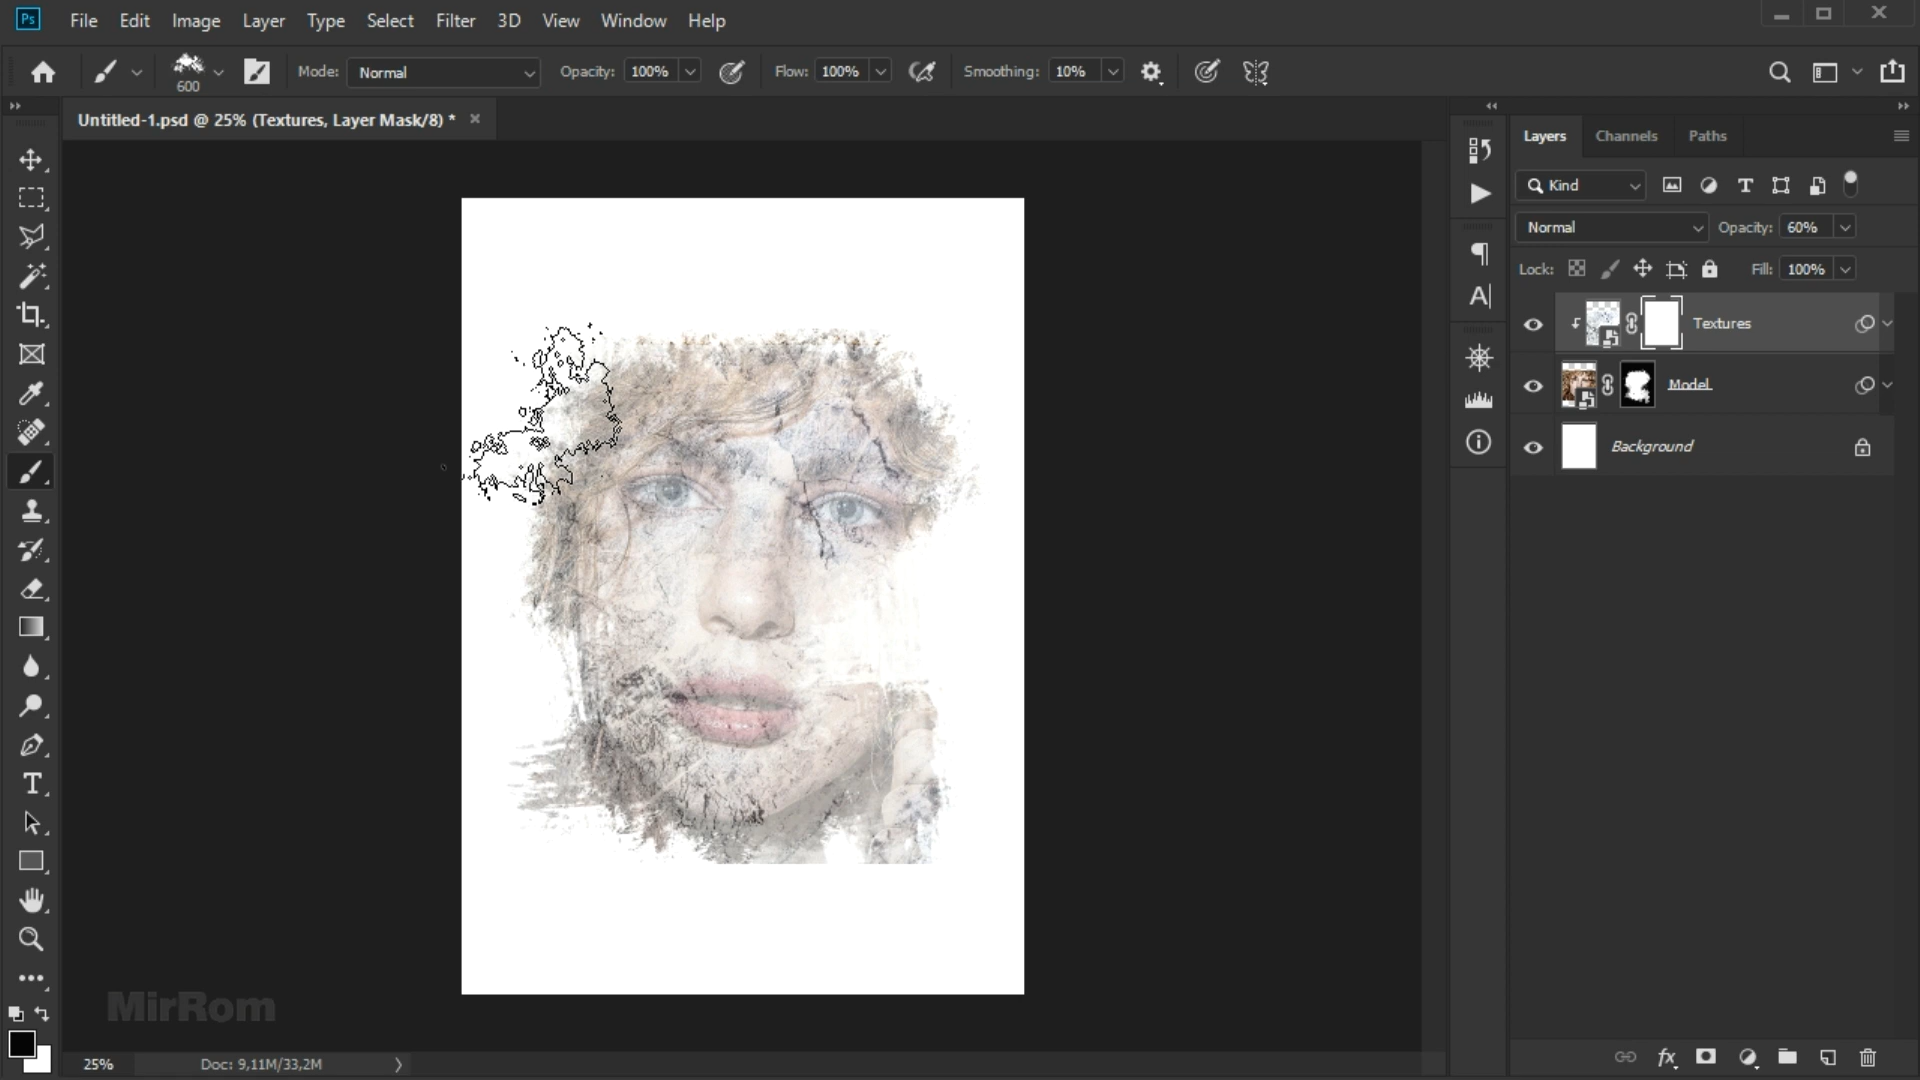 Ps File Edit Image Layer Type Select Filter 3D View Window Help
600 Mode: Normal Opacity: 100% Flow: 100% Smoothing: 10%
Untitled-1.psd @ 25% (Textures, Layer Mask/8) *
Layers Channels Paths
Kind
Normal Opacity: 60%
Lock: Fill: 100%
Textures
Model
Background
MirRom
25% Doc: 9,11M/33,2M